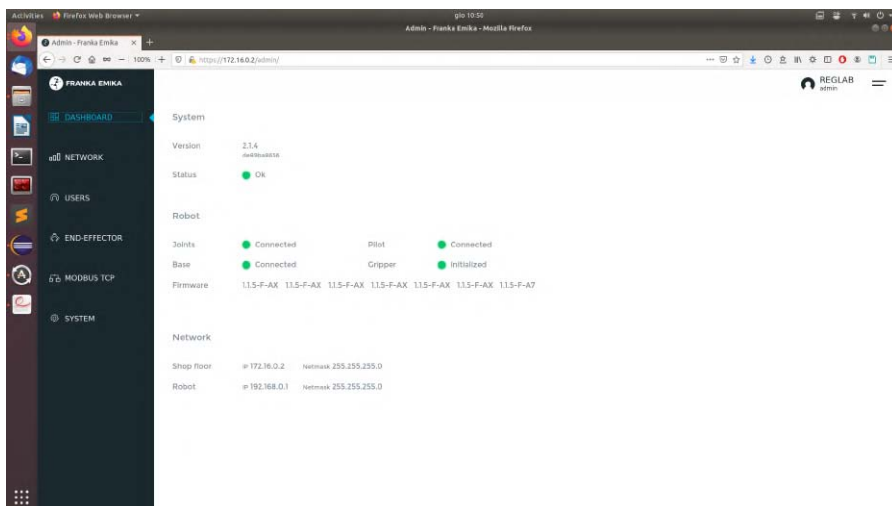 Activities Firefox Web Browser gio 10:50
Admin - Franka Emika - Mozilla Firefox
Admin - Franka Emika
100% https://172.16.0.2/admin/
FRANKA EMIKA
REGLAB
admin
DASHBOARD
NETWORK
USERS
END-EFFECTOR
MODBUS TCP
SYSTEM
System
Version 2.1.4
Status Ok
Robot
Joints Connected Pilot Connected
Base Connected Gripper Initialized
Firmware 1.1.5-F-AX 1.1.5-F-AX 1.1.5-F-AX 1.1.5-F-AX 1.1.5-F-AX 1.1.5-F-A7
Network
Shop floor IP 172.16.0.2 Netmask 255.255.255.0
Robot IP 192.168.0.1 Netmask 255.255.255.0